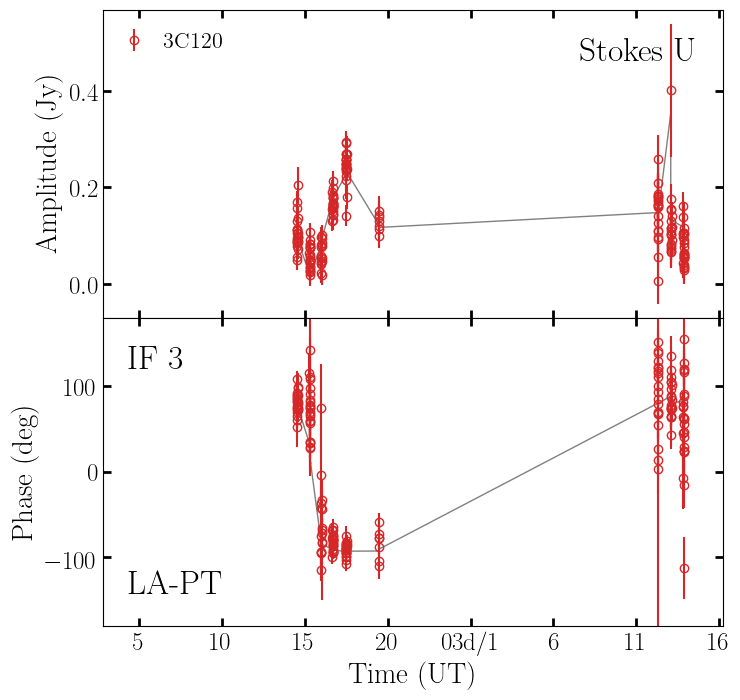 3C120
Stokes U
Amplitude (Jy)
0.4
0.2
0.0
IF 3
LA-PT
Phase (deg)
100
0
−100
5 10 15 20 03d/1 6 11 16
Time (UT)